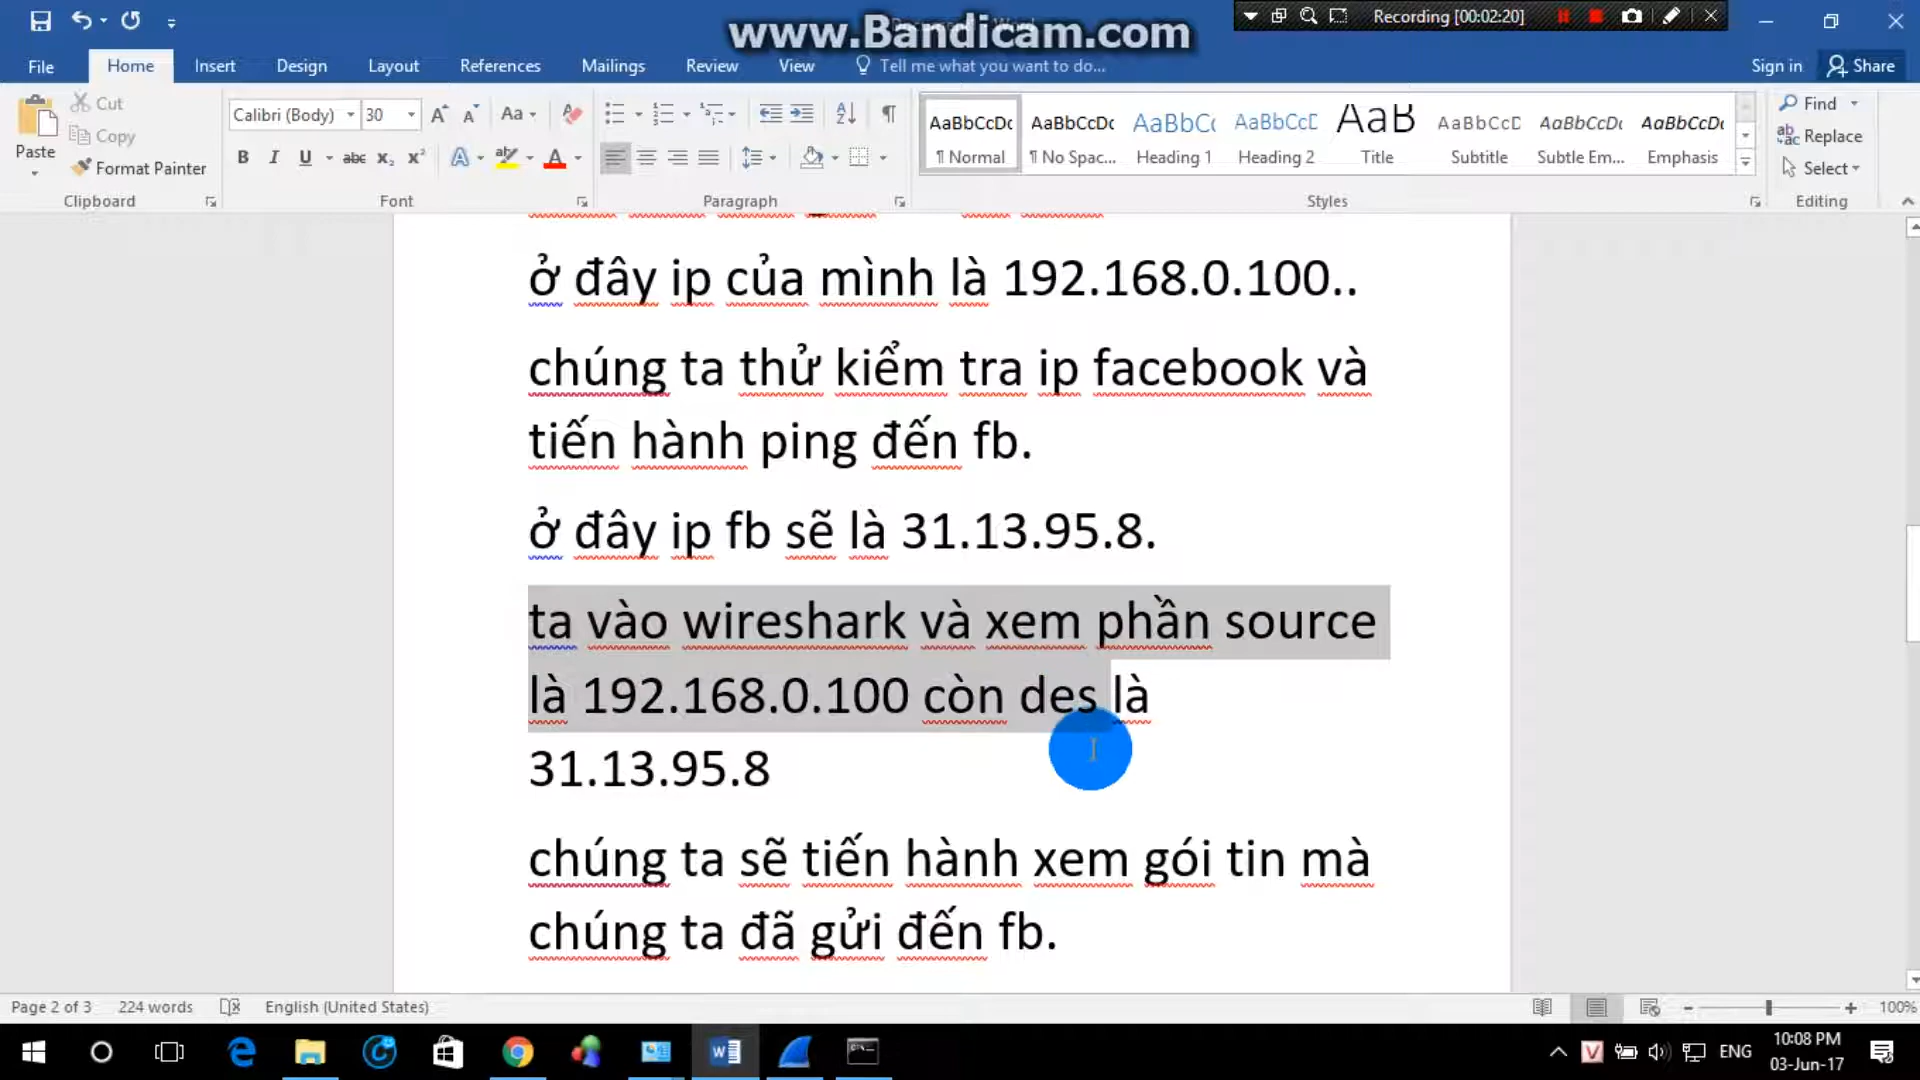 www.Bandicam.com
Recording [00:02:20]
File
Home
Insert
Design
Layout
References
Mailings
Review
View
Tell me what you want to do...
Sign in
Share
Paste
Cut
Copy
Format Painter
Clipboard
Calibri (Body)
30
Font
Paragraph
AaBbCcDc
¶ Normal
AaBbCcDc
¶ No Spac...
AaBbC
Heading 1
AaBbCcE
Heading 2
AaB
Title
AaBbCcD
Subtitle
AaBbCcDc
Subtle Em...
AaBbCcDc
Emphasis
Styles
Find
Replace
Select
Editing
ở đây ip của mình là 192.168.0.100..
chúng ta thử kiểm tra ip facebook và
tiến hành ping đến fb.
ở đây ip fb sẽ là 31.13.95.8.
ta vào wireshark và xem phần source
là 192.168.0.100 còn des là
31.13.95.8
chúng ta sẽ tiến hành xem gói tin mà
chúng ta đã gửi đến fb.
Page 2 of 3
224 words
English (United States)
100%
ENG
10:08 PM
03-Jun-17